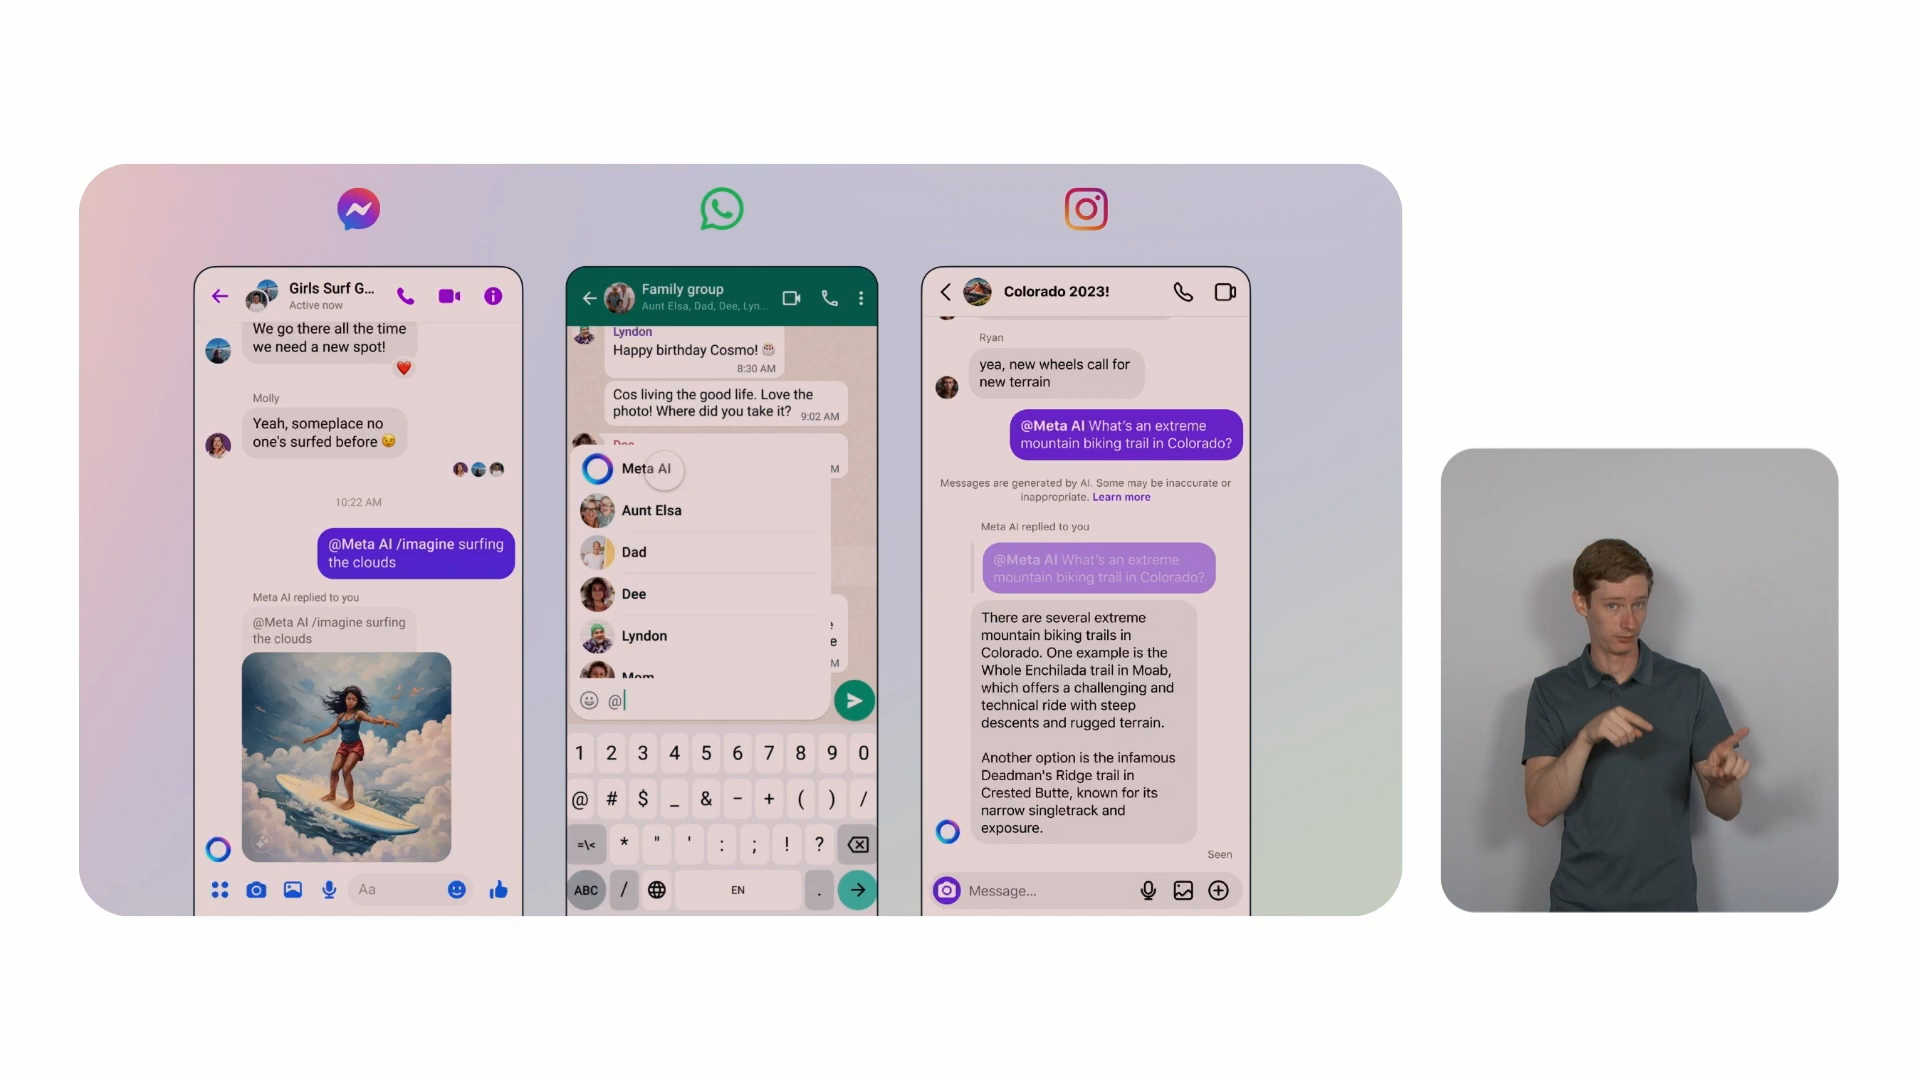 Girls Surf G...
Active now
We go there all the time
we need a new spot!
Molly
Yeah, someplace no
one's surfed before 😉
10:22 AM
@Meta AI /imagine surfing
the clouds
Meta AI replied to you
@Meta AI /imagine surfing
the clouds
Aa
Family group
Aunt Elsa, Dad, Dee, Lyn...
Lyndon
Happy birthday Cosmo! 🎂
8:30 AM
Cos living the good life. Love the
photo! Where did you take it? 9:02 AM
Dee
M
Meta AI
Aunt Elsa
Dad
Dee
Lyndon
e
e
M
Mom
@
1 2 3 4 5 6 7 8 9 0
@ # $ _ & - + ( ) /
=\< * " ' : ; ! ?
ABC / EN .
Colorado 2023!
Ryan
yea, new wheels call for
new terrain
@Meta AI What's an extreme
mountain biking trail in Colorado?
Messages are generated by AI. Some may be inaccurate or
inappropriate. Learn more
Meta AI replied to you
@Meta AI What's an extreme
mountain biking trail in Colorado?
There are several extreme
mountain biking trails in
Colorado. One example is the
Whole Enchilada trail in Moab,
which offers a challenging and
technical ride with steep
descents and rugged terrain.
Another option is the infamous
Deadman's Ridge trail in
Crested Butte, known for its
narrow singletrack and
exposure.
Seen
Message...